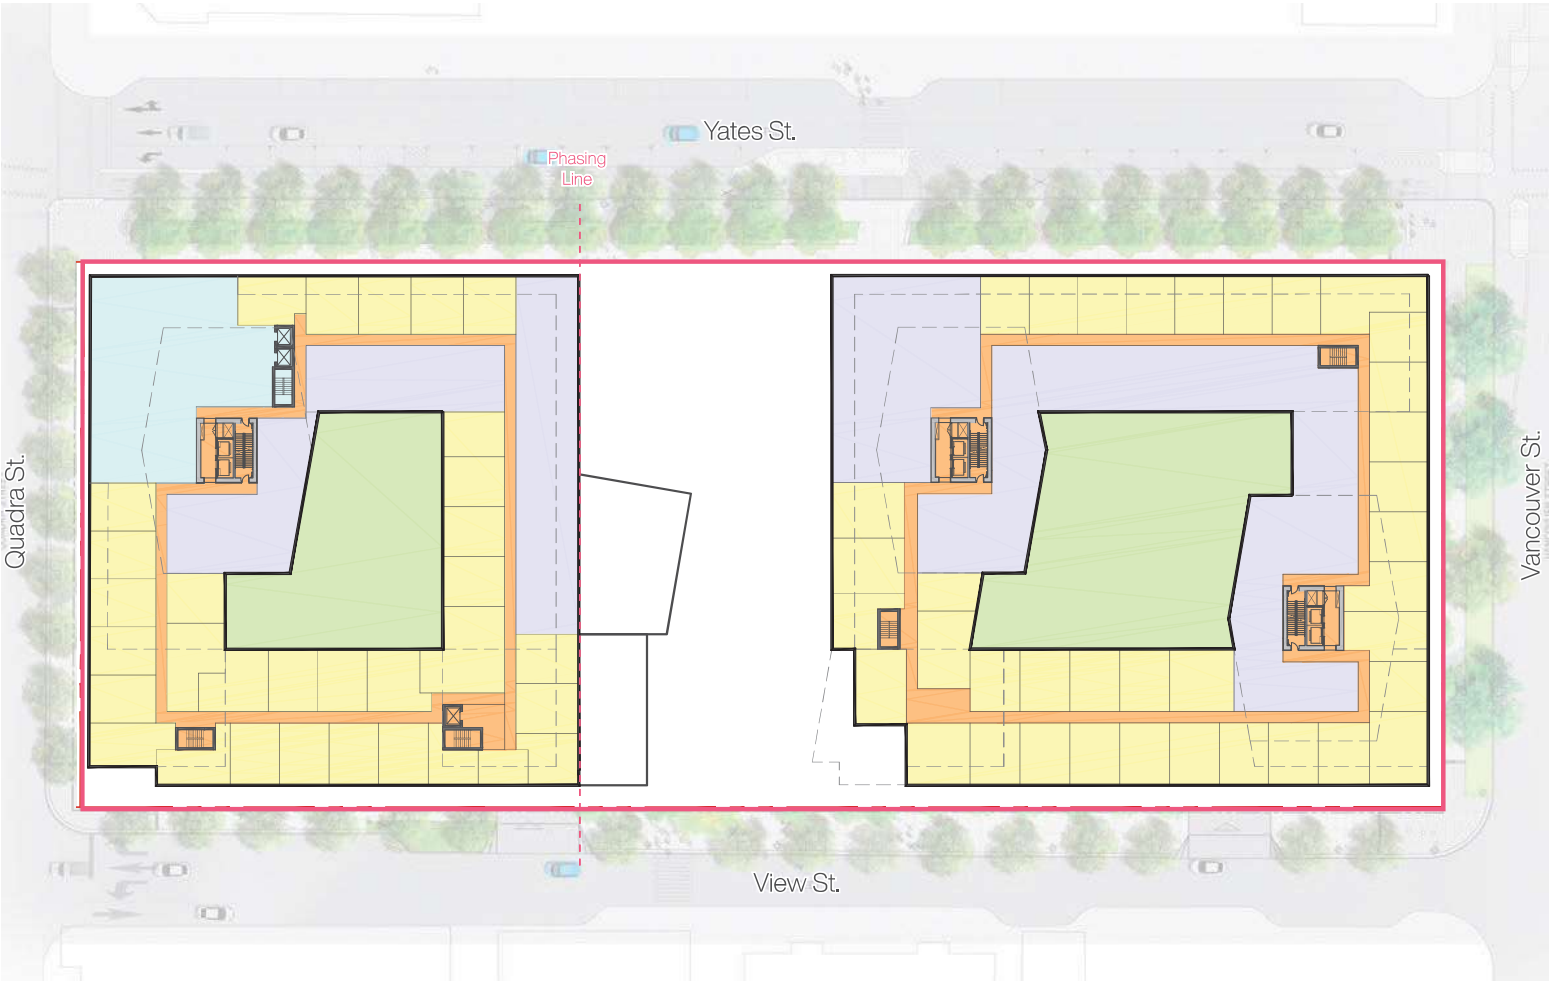 Yates St.
Phasing
Line
Quadra St.
Vancouver St.
View St.